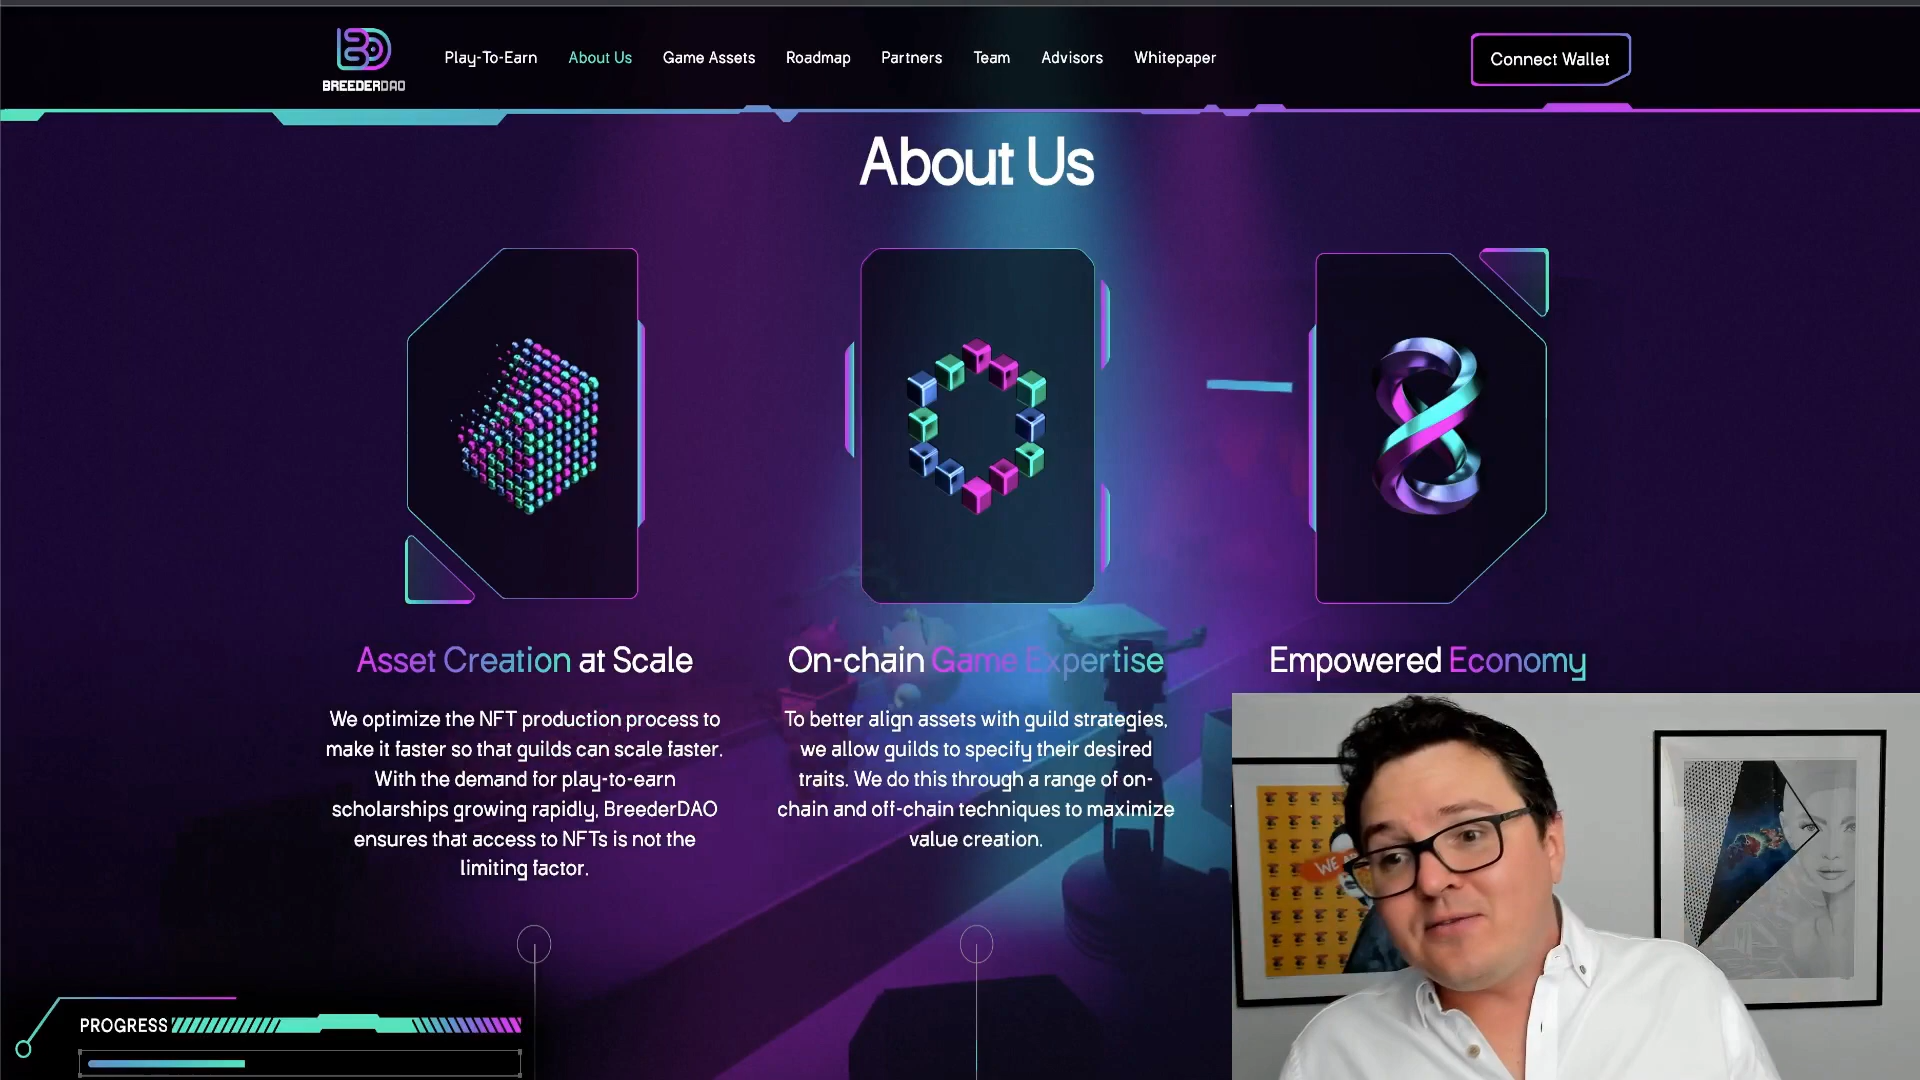 BREEDERDAO
Play-To-Earn
About Us
Game Assets
Roadmap
Partners
Team
Advisors
Whitepaper
Connect Wallet
About Us
Asset Creation at Scale
We optimize the NFT production process to
make it faster so that guilds can scale faster.
With the demand for play-to-earn
scholarships growing rapidly, BreederDAO
ensures that access to NFTs is not the
limiting factor.
On-chain Game Expertise
To better align assets with guild strategies,
we allow guilds to specify their desired
traits. We do this through a range of on-
chain and off-chain techniques to maximize
value creation.
Empowered Economy
WE
PROGRESS